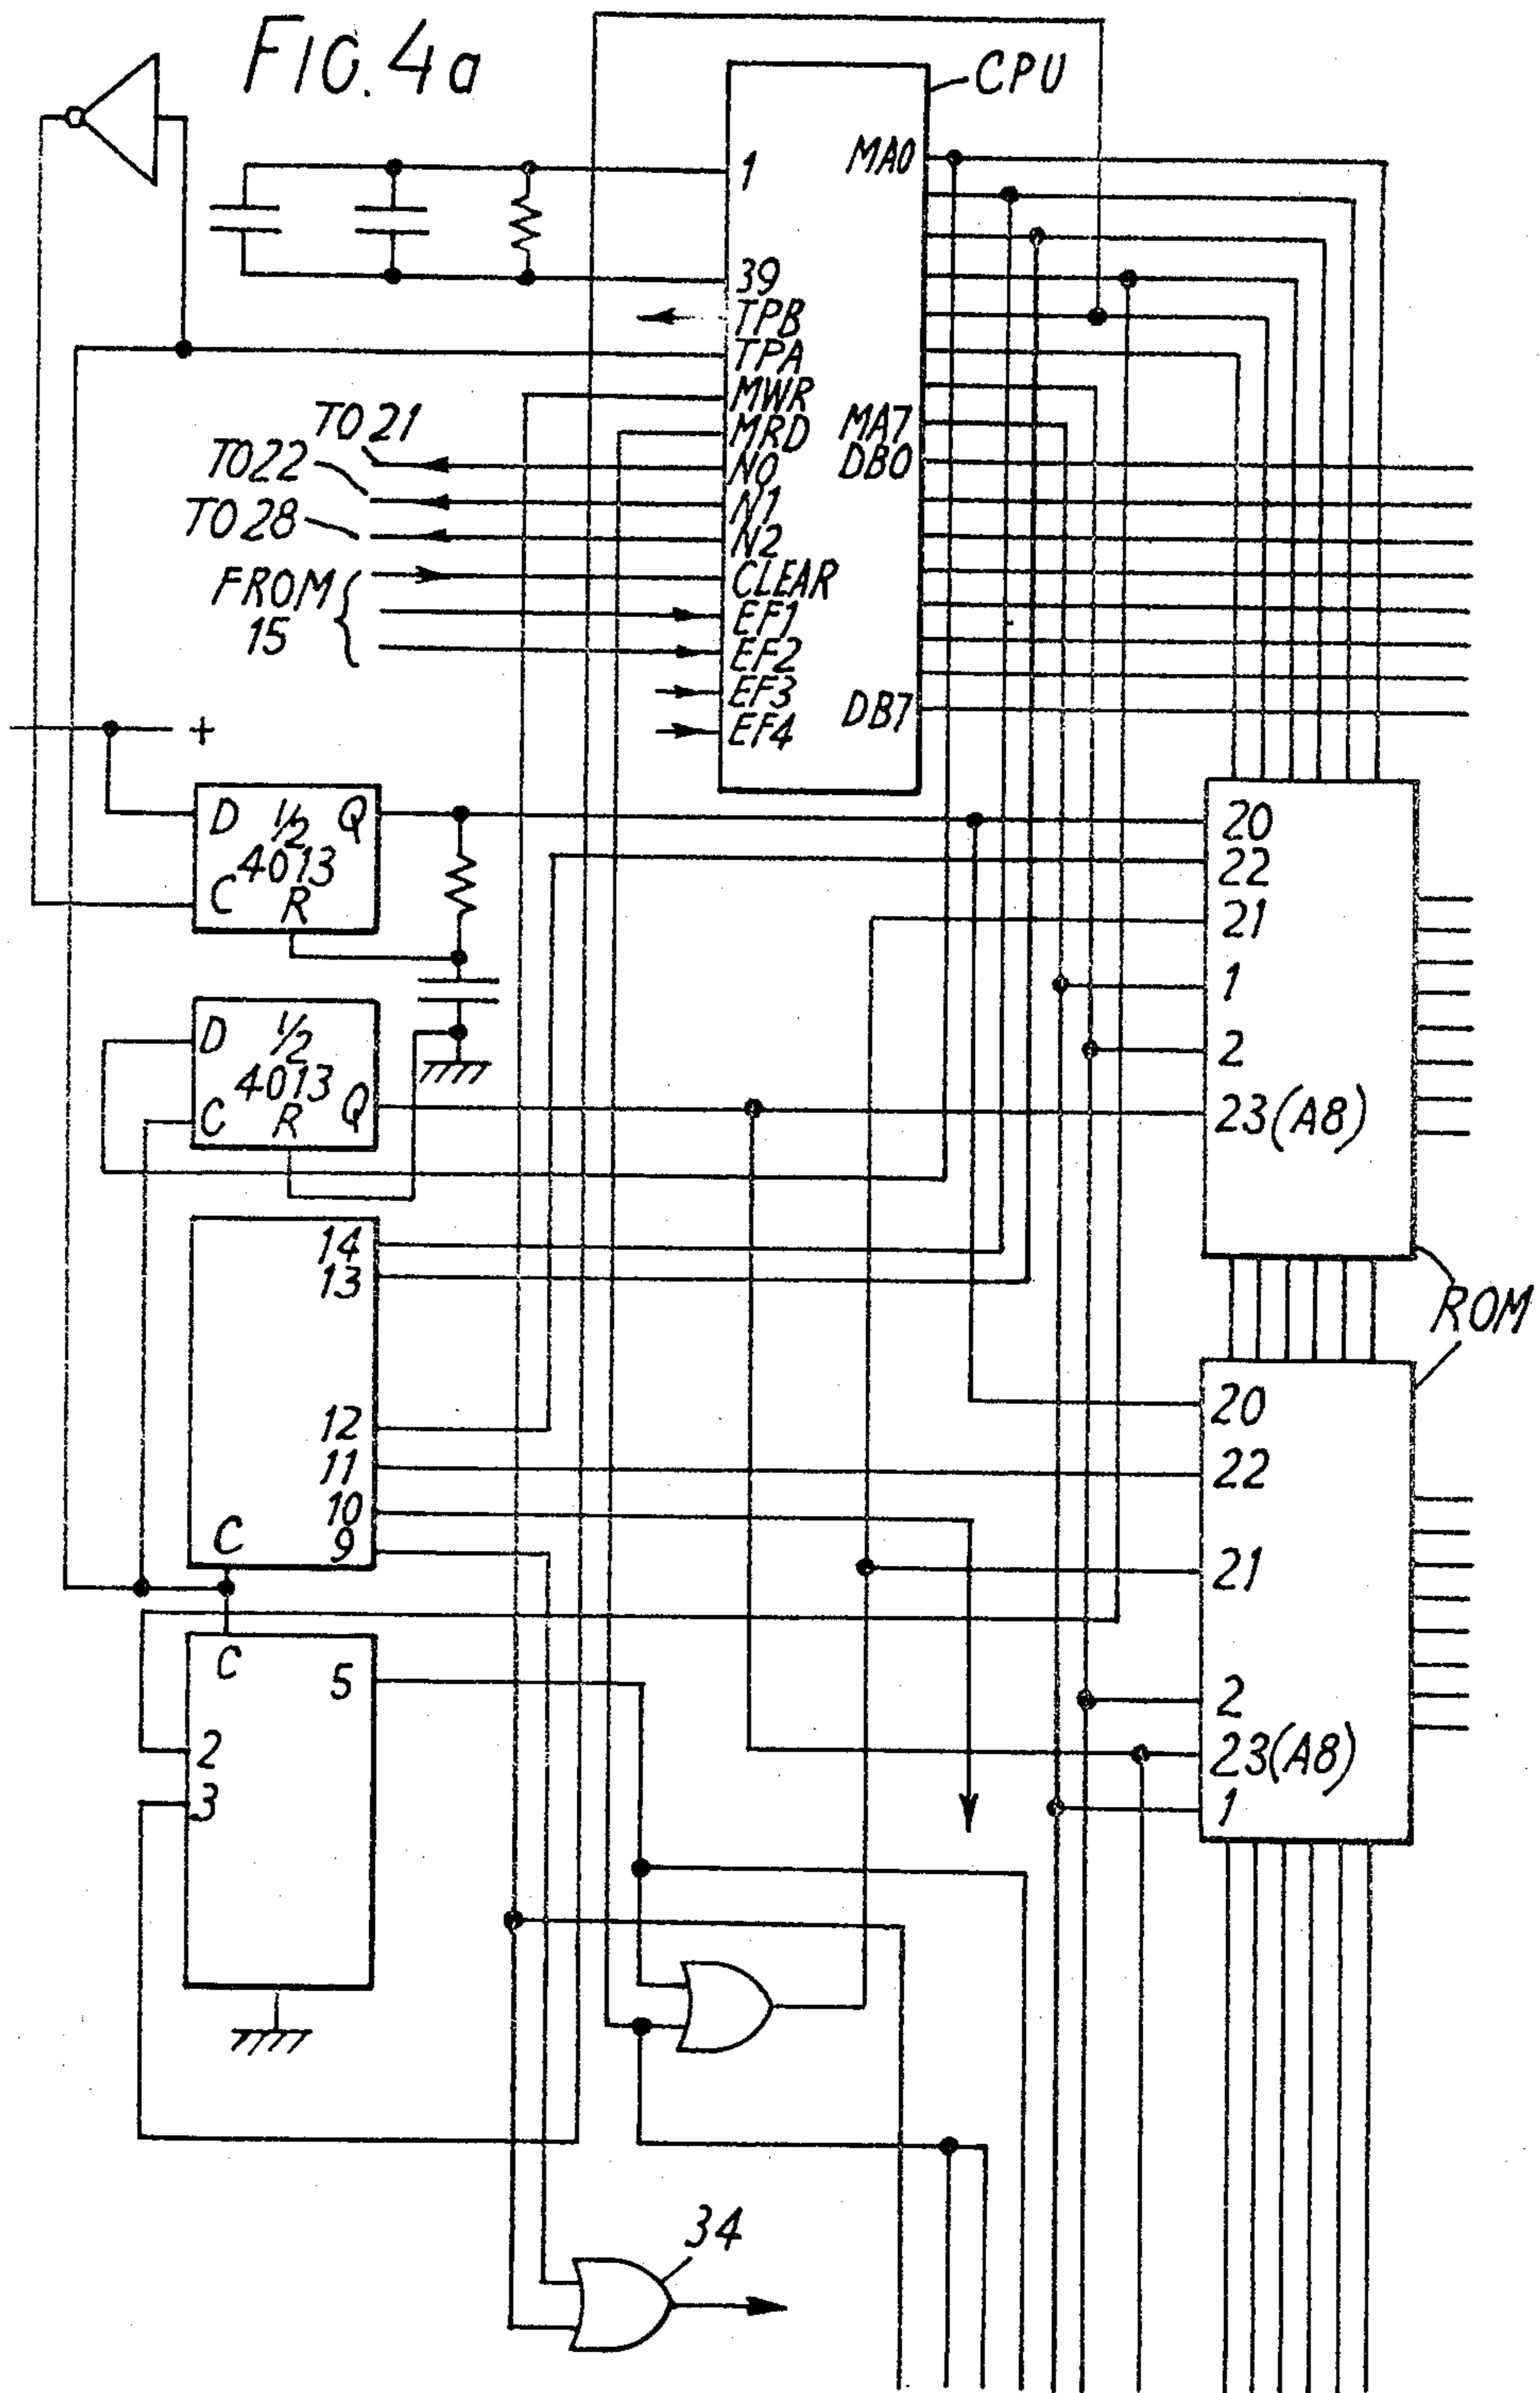 FIG. 4a
CPU
1
39
TPB
TPA
MWR
MRD
N0
N1
N2
CLEAR
EF1
EF2
EF3
EF4
MA0
MA7
DB0
DB7
TO 21
TO 22
TO 28
FROM
15
+
D 1/2 Q
4013
C R
D 1/2
4013
C R Q
20
22
21
1
2
23(A8)
14
13
12
11
10
9
C
ROM
20
22
21
2
23(A8)
1
C
5
2
3
34